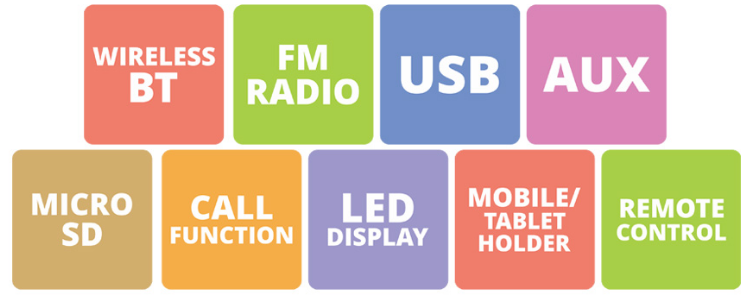 WIRELESS
BT
FM
RADIO
USB
AUX
MICRO
SD
CALL
FUNCTION
LED
DISPLAY
MOBILE/
TABLET
HOLDER
REMOTE
CONTROL